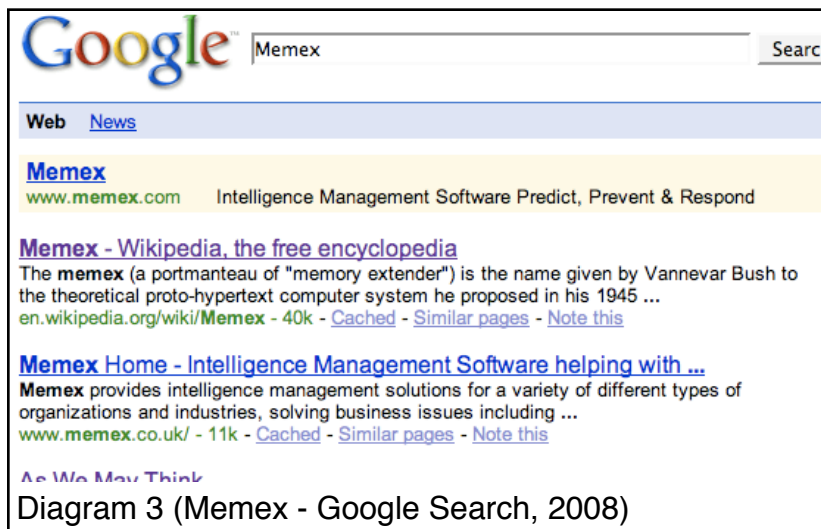 Google™ Memex Searc
Web News
Memex
www.memex.com Intelligence Management Software Predict, Prevent & Respond
Memex - Wikipedia, the free encyclopedia
The memex (a portmanteau of "memory extender") is the name given by Vannevar Bush to
the theoretical proto-hypertext computer system he proposed in his 1945 ...
en.wikipedia.org/wiki/Memex - 40k - Cached - Similar pages - Note this
Memex Home - Intelligence Management Software helping with ...
Memex provides intelligence management solutions for a variety of different types of
organizations and industries, solving business issues including ...
www.memex.co.uk/ - 11k - Cached - Similar pages - Note this
As We May Think
Diagram 3 (Memex - Google Search, 2008)